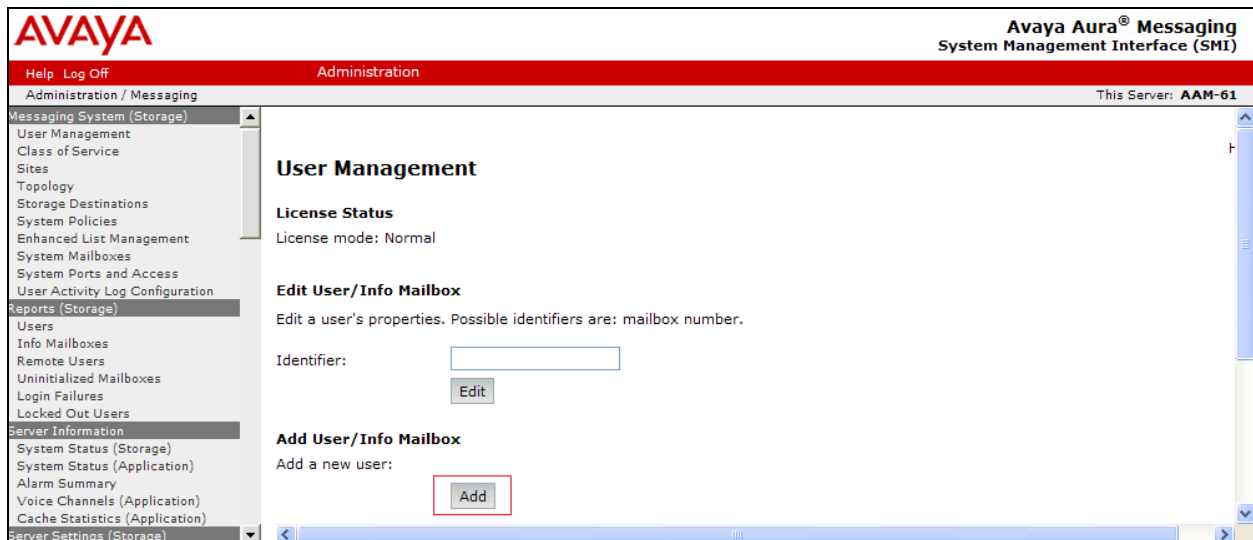 AVAYA
Avaya Aura® Messaging
System Management Interface (SMI)
Help Log Off
Administration
Administration / Messaging
This Server: AAM-61
Messaging System (Storage)
User Management
Class of Service
Sites
Topology
Storage Destinations
System Policies
Enhanced List Management
System Mailboxes
System Ports and Access
User Activity Log Configuration
Reports (Storage)
Users
Info Mailboxes
Remote Users
Uninitialized Mailboxes
Login Failures
Locked Out Users
Server Information
System Status (Storage)
System Status (Application)
Alarm Summary
Voice Channels (Application)
Cache Statistics (Application)
Server Settings (Storage)
H
User Management
License Status
License mode: Normal
Edit User/Info Mailbox
Edit a user's properties. Possible identifiers are: mailbox number.
Identifier:
Edit
Add User/Info Mailbox
Add a new user:
Add